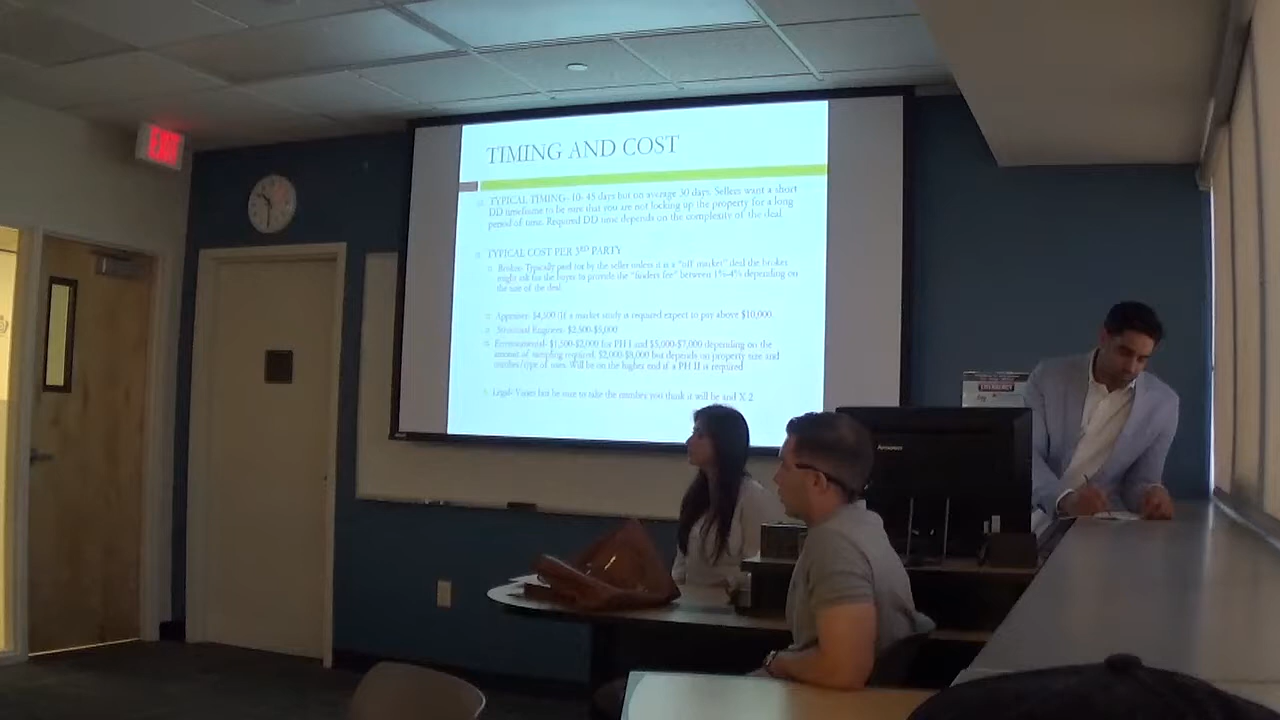 EXIT
TIMING AND COST
TYPICAL TIMING- 10- 45 days but on average 30 days. Sellers want a short
DD timeframe to be sure that you are not locking up the property for a long
period of time. Required DD time depends on the complexity of the deal
TYPICAL COST PER 3RD PARTY
Broker- Typically paid for by the seller unless it is a "off market" deal the broker
might ask for the buyer to provide the "finders fee" between 1%-4% depending on
the size of the deal
Appraiser- $4,500 /If a market study is required expect to pay above $10,000.
Structural Engineer- $2,500-$5,000
Environmental- $1,500-$2,000 for PH I and $5,000-$7,000 depending on the
amount of sampling required. $2,000-$8,000 but depends on property size and
number/type of uses. Will be on the higher end if a PH II is required
Legal- Varies but be sure to take the number you think it will be and X 2
lenovo
EMERGENCY